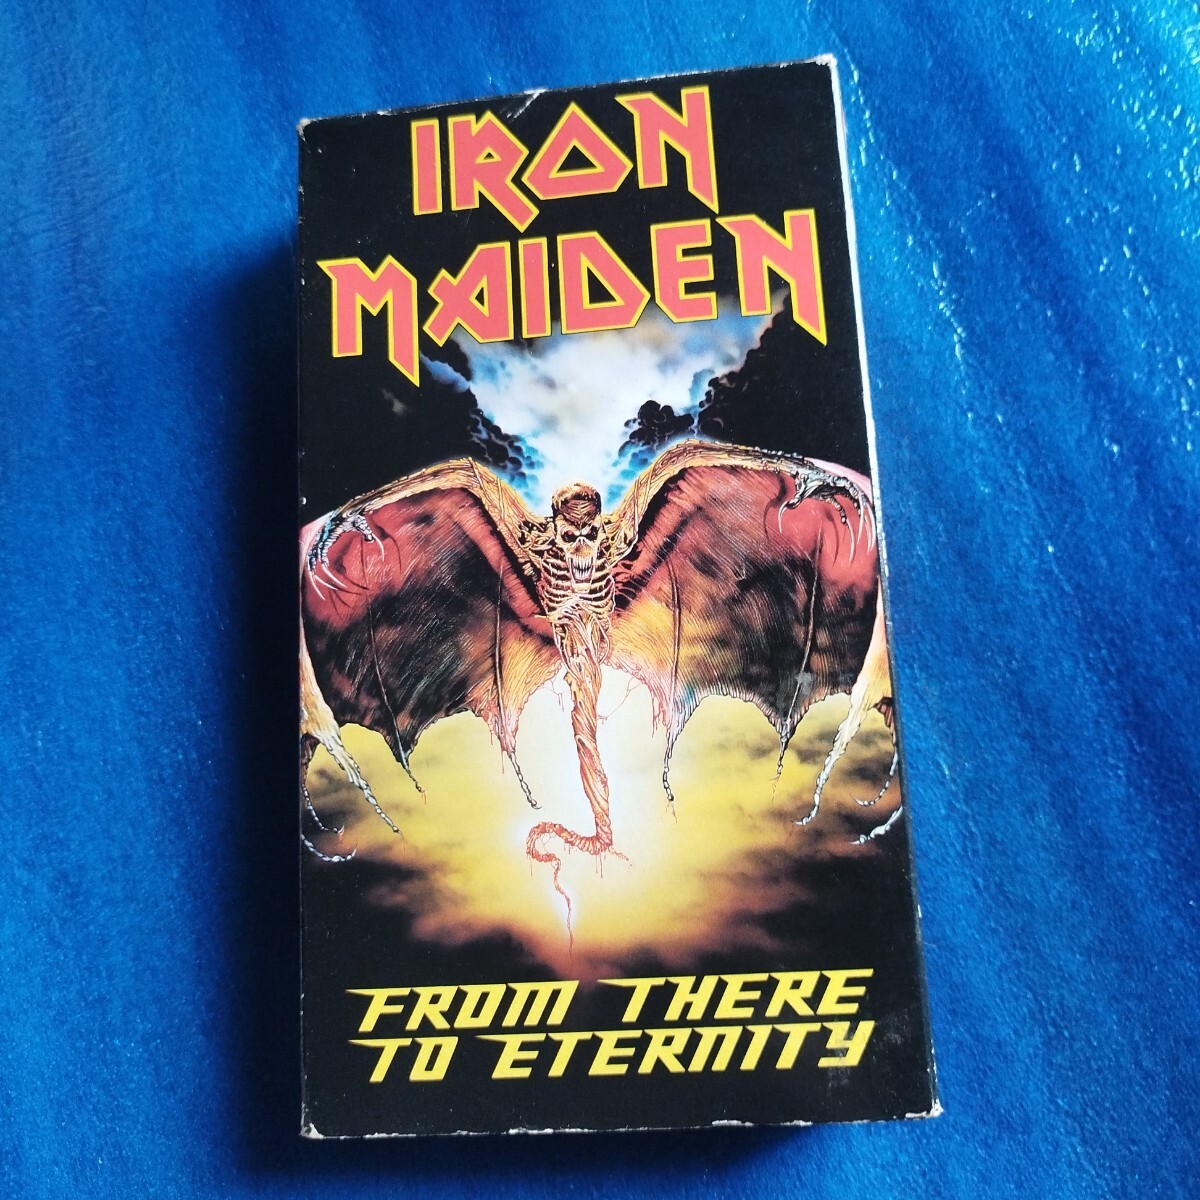 IRON
MAIDEN
FROM THERE
TO ETERNITY